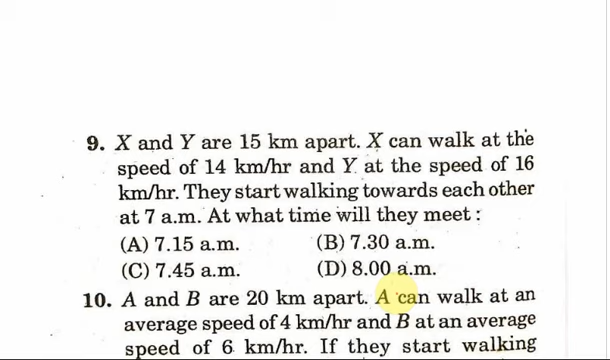 9. X and Y are 15 km apart. X can walk at the
speed of 14 km/hr and Y at the speed of 16
km/hr. They start walking towards each other
at 7 a.m. At what time will they meet :
(A) 7.15 a.m. (B) 7.30 a.m.
(C) 7.45 a.m. (D) 8.00 a.m.
10. A and B are 20 km apart. A can walk at an
average speed of 4 km/hr and B at an average
speed of 6 km/hr. If they start walking